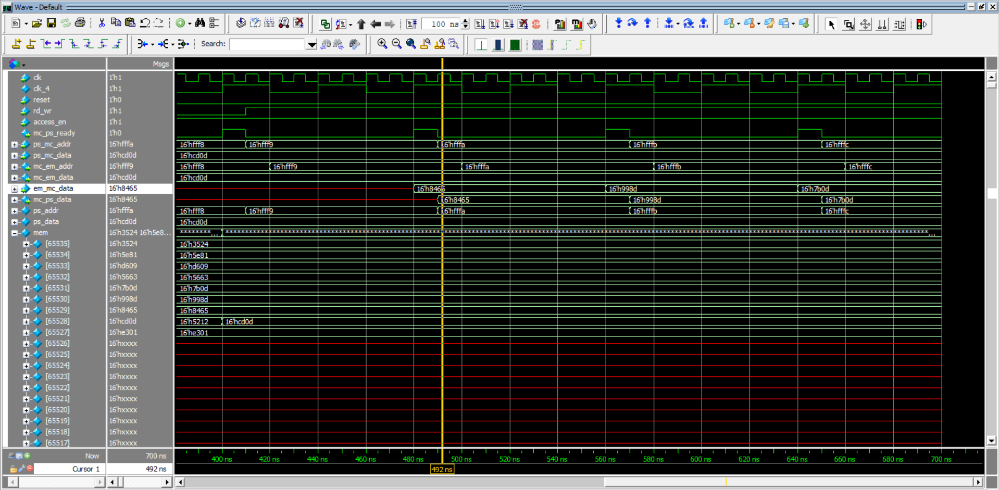 Wave - Default
100 ns
Search:
Msgs
clk 1'h1
clk_4 1'h1
reset 1'h0
rd_wr 1'h1
access_en 1'h1
mc_ps_ready 1'h0
ps_mc_addr 16'hfffa 16'hfff8 16'hfff9 16'hfffa 16'hfffb 16'hfffc
ps_mc_data 16'hcd0d 16'hcd0d
mc_em_addr 16'hfff9 16'hfff8 16'hfff9 16'hfffa 16'hfffb 16'hfffc
mc_em_data 16'hcd0d 16'hcd0d
em_mc_data 16'h8465 16'h8465 16'h998d 16'h7b0d
mc_ps_data 16'h8465 16'h8465 16'h998d 16'h7b0d
ps_addr 16'hfffa 16'hfff8 16'hfff9 16'hfffa 16'hfffb 16'hfffc
ps_data 16'hcd0d 16'hcd0d
mem 16'h3524 16'h5e8...
[65535] 16'h3524 16'h3524
[65534] 16'h5e81 16'h5e81
[65533] 16'hd609 16'hd609
[65532] 16'h5663 16'h5663
[65531] 16'h7b0d 16'h7b0d
[65530] 16'h998d 16'h998d
[65529] 16'h8465 16'h8465
[65528] 16'hcd0d 16'h5212 16'hcd0d
[65527] 16'he301 16'he301
[65526] 16'hxxxx
[65525] 16'hxxxx
[65524] 16'hxxxx
[65523] 16'hxxxx
[65522] 16'hxxxx
[65521] 16'hxxxx
[65520] 16'hxxxx
[65519] 16'hxxxx
[65518] 16'hxxxx
[65517] 16'hxxxx
Now 700 ns 400 ns 420 ns 440 ns 460 ns 480 ns 500 ns 520 ns 540 ns 560 ns 580 ns 600 ns 620 ns 640 ns 660 ns 680 ns 700 ns
Cursor 1 492 ns 492 ns